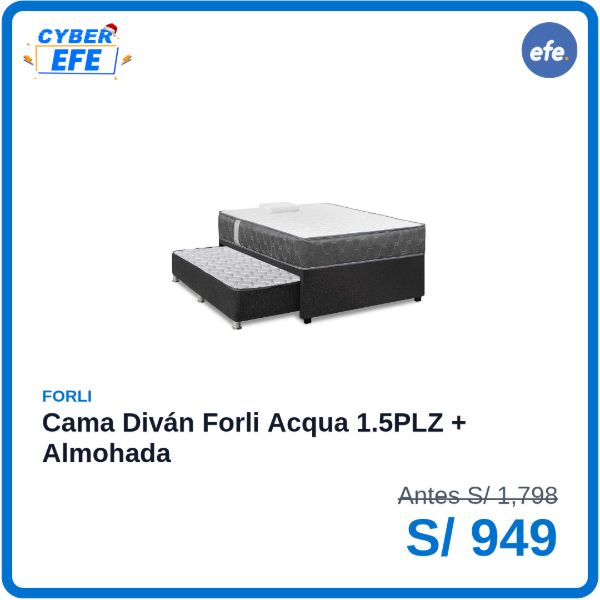 CYBER
EFE
efe.
FORLI
Cama Diván Forli Acqua 1.5PLZ +
Almohada
Antes S/ 1,798
S/ 949